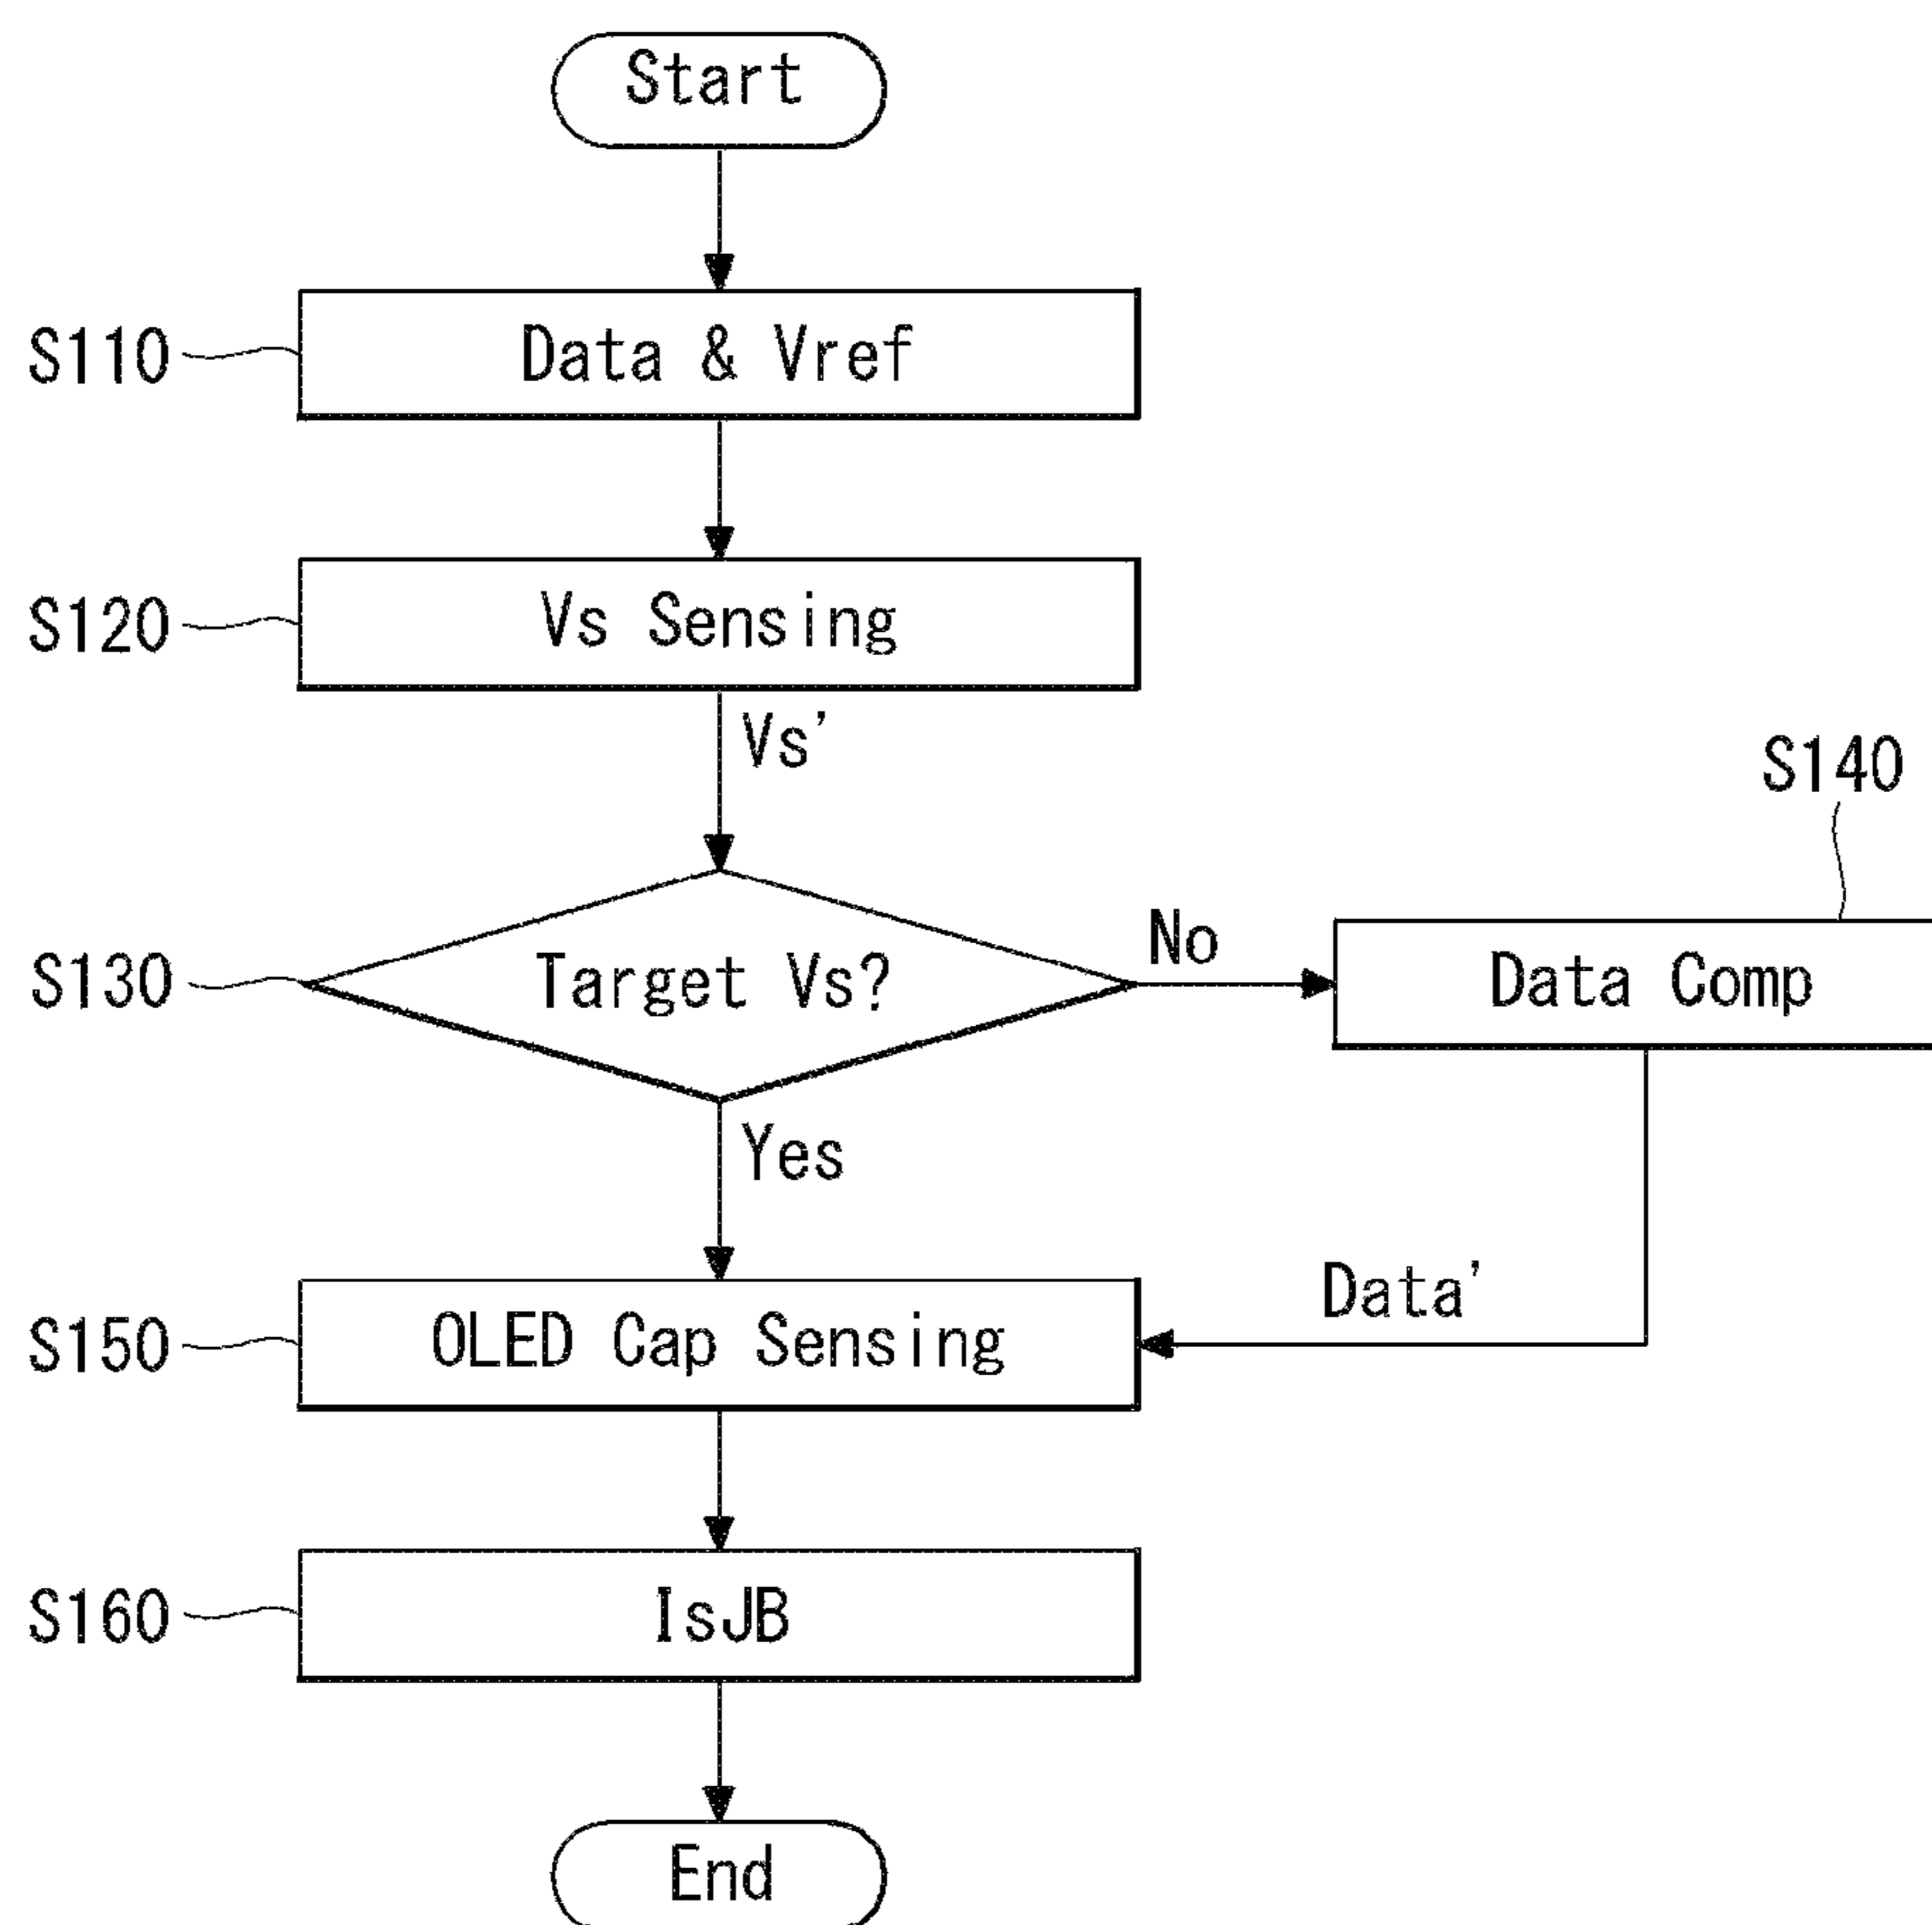 Start
S110
Data & Vref
S120
Vs Sensing
Vs'
S140
S130
Target Vs?
No
Data Comp
Yes
Data'
S150
OLED Cap Sensing
S160
IsJB
End